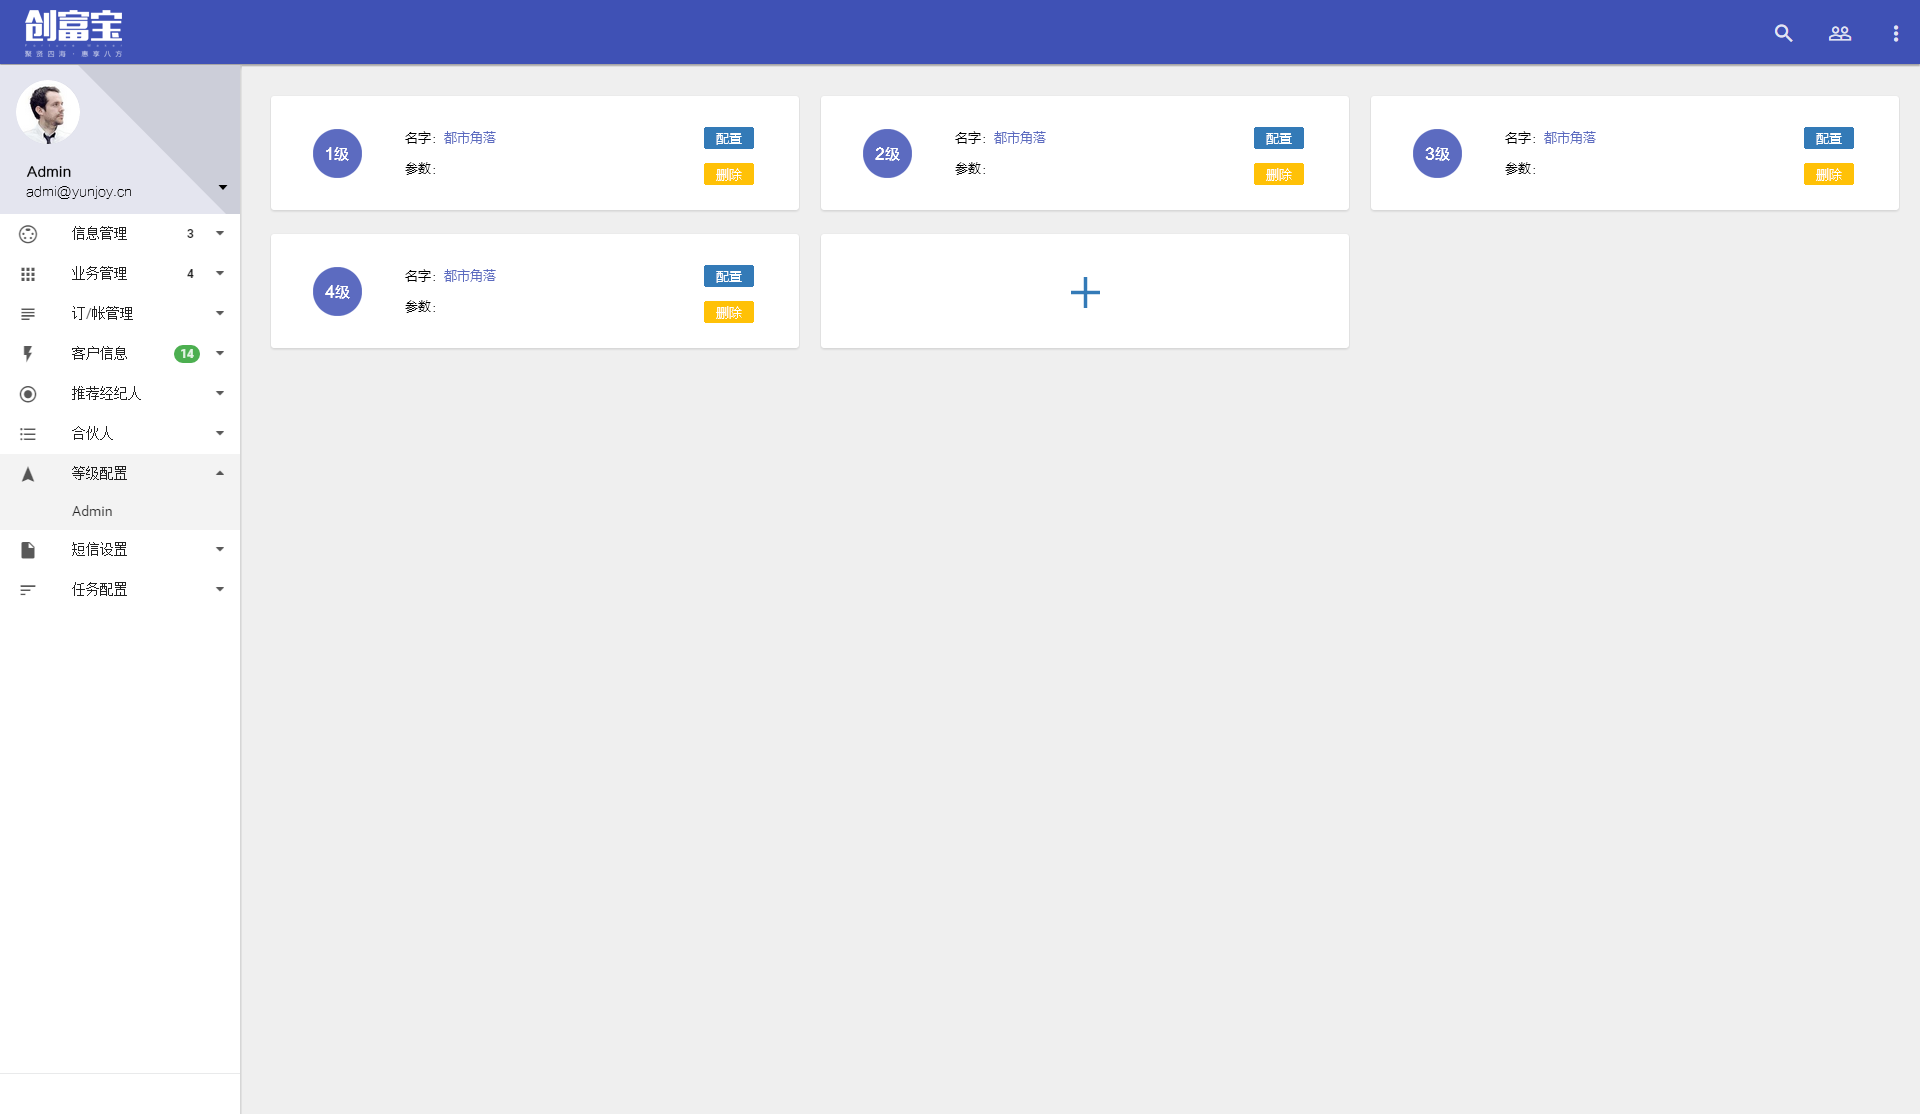 创富宝
聚贤四海·惠享八方
Admin
admi@yunjoy.cn
信息管理 3
业务管理 4
订/帐管理
客户信息 14
推荐经纪人
合伙人
等级配置
Admin
短信设置
任务配置
1级
名字：都市角落
参数：
配置
删除
2级
名字：都市角落
参数：
配置
删除
3级
名字：都市角落
参数：
配置
删除
4级
名字：都市角落
参数：
配置
删除